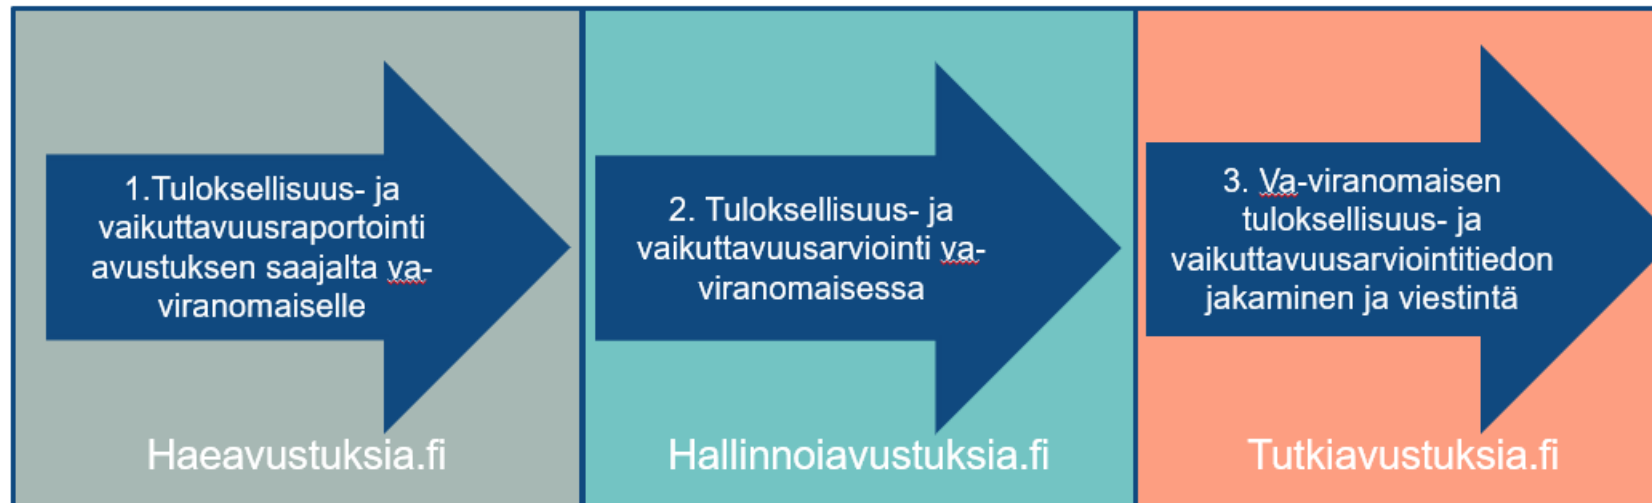 1.Tuloksellisuus- ja
vaikuttavuusraportointi
avustuksen saajalta va-
viranomaiselle
Haeavustuksia.fi
2. Tuloksellisuus- ja
vaikuttavuusarviointi va-
viranomaisessa
Hallinnoiavustuksia.fi
3. Va-viranomaisen
tuloksellisuus- ja
vaikuttavuusarviointitiedon
jakaminen ja viestintä
Tutkiavustuksia.fi